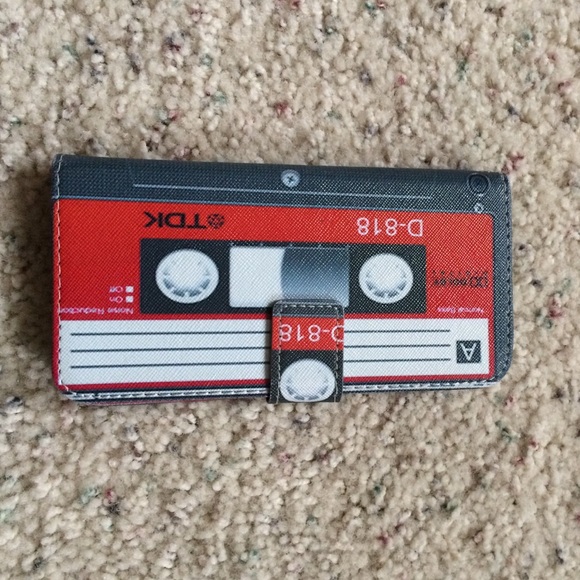 A
Normal Bias
Noise Reduction
On
Off
D-818
D-818
TDK